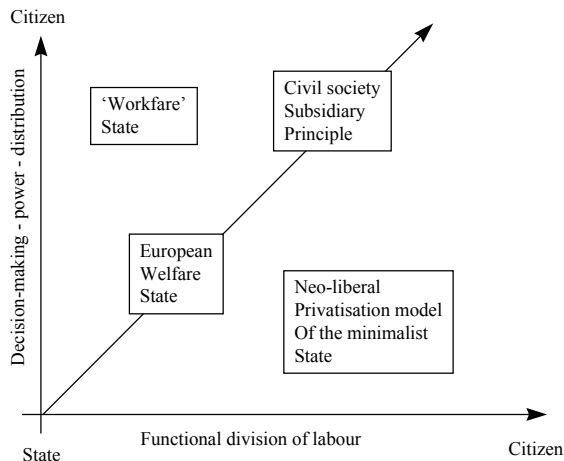 Citizen
Decision-making - power - distribution
‘Workfare’
State
Civil society
Subsidiary
Principle
European
Welfare
State
Neo-liberal
Privatisation model
Of the minimalist
State
State
Functional division of labour
Citizen